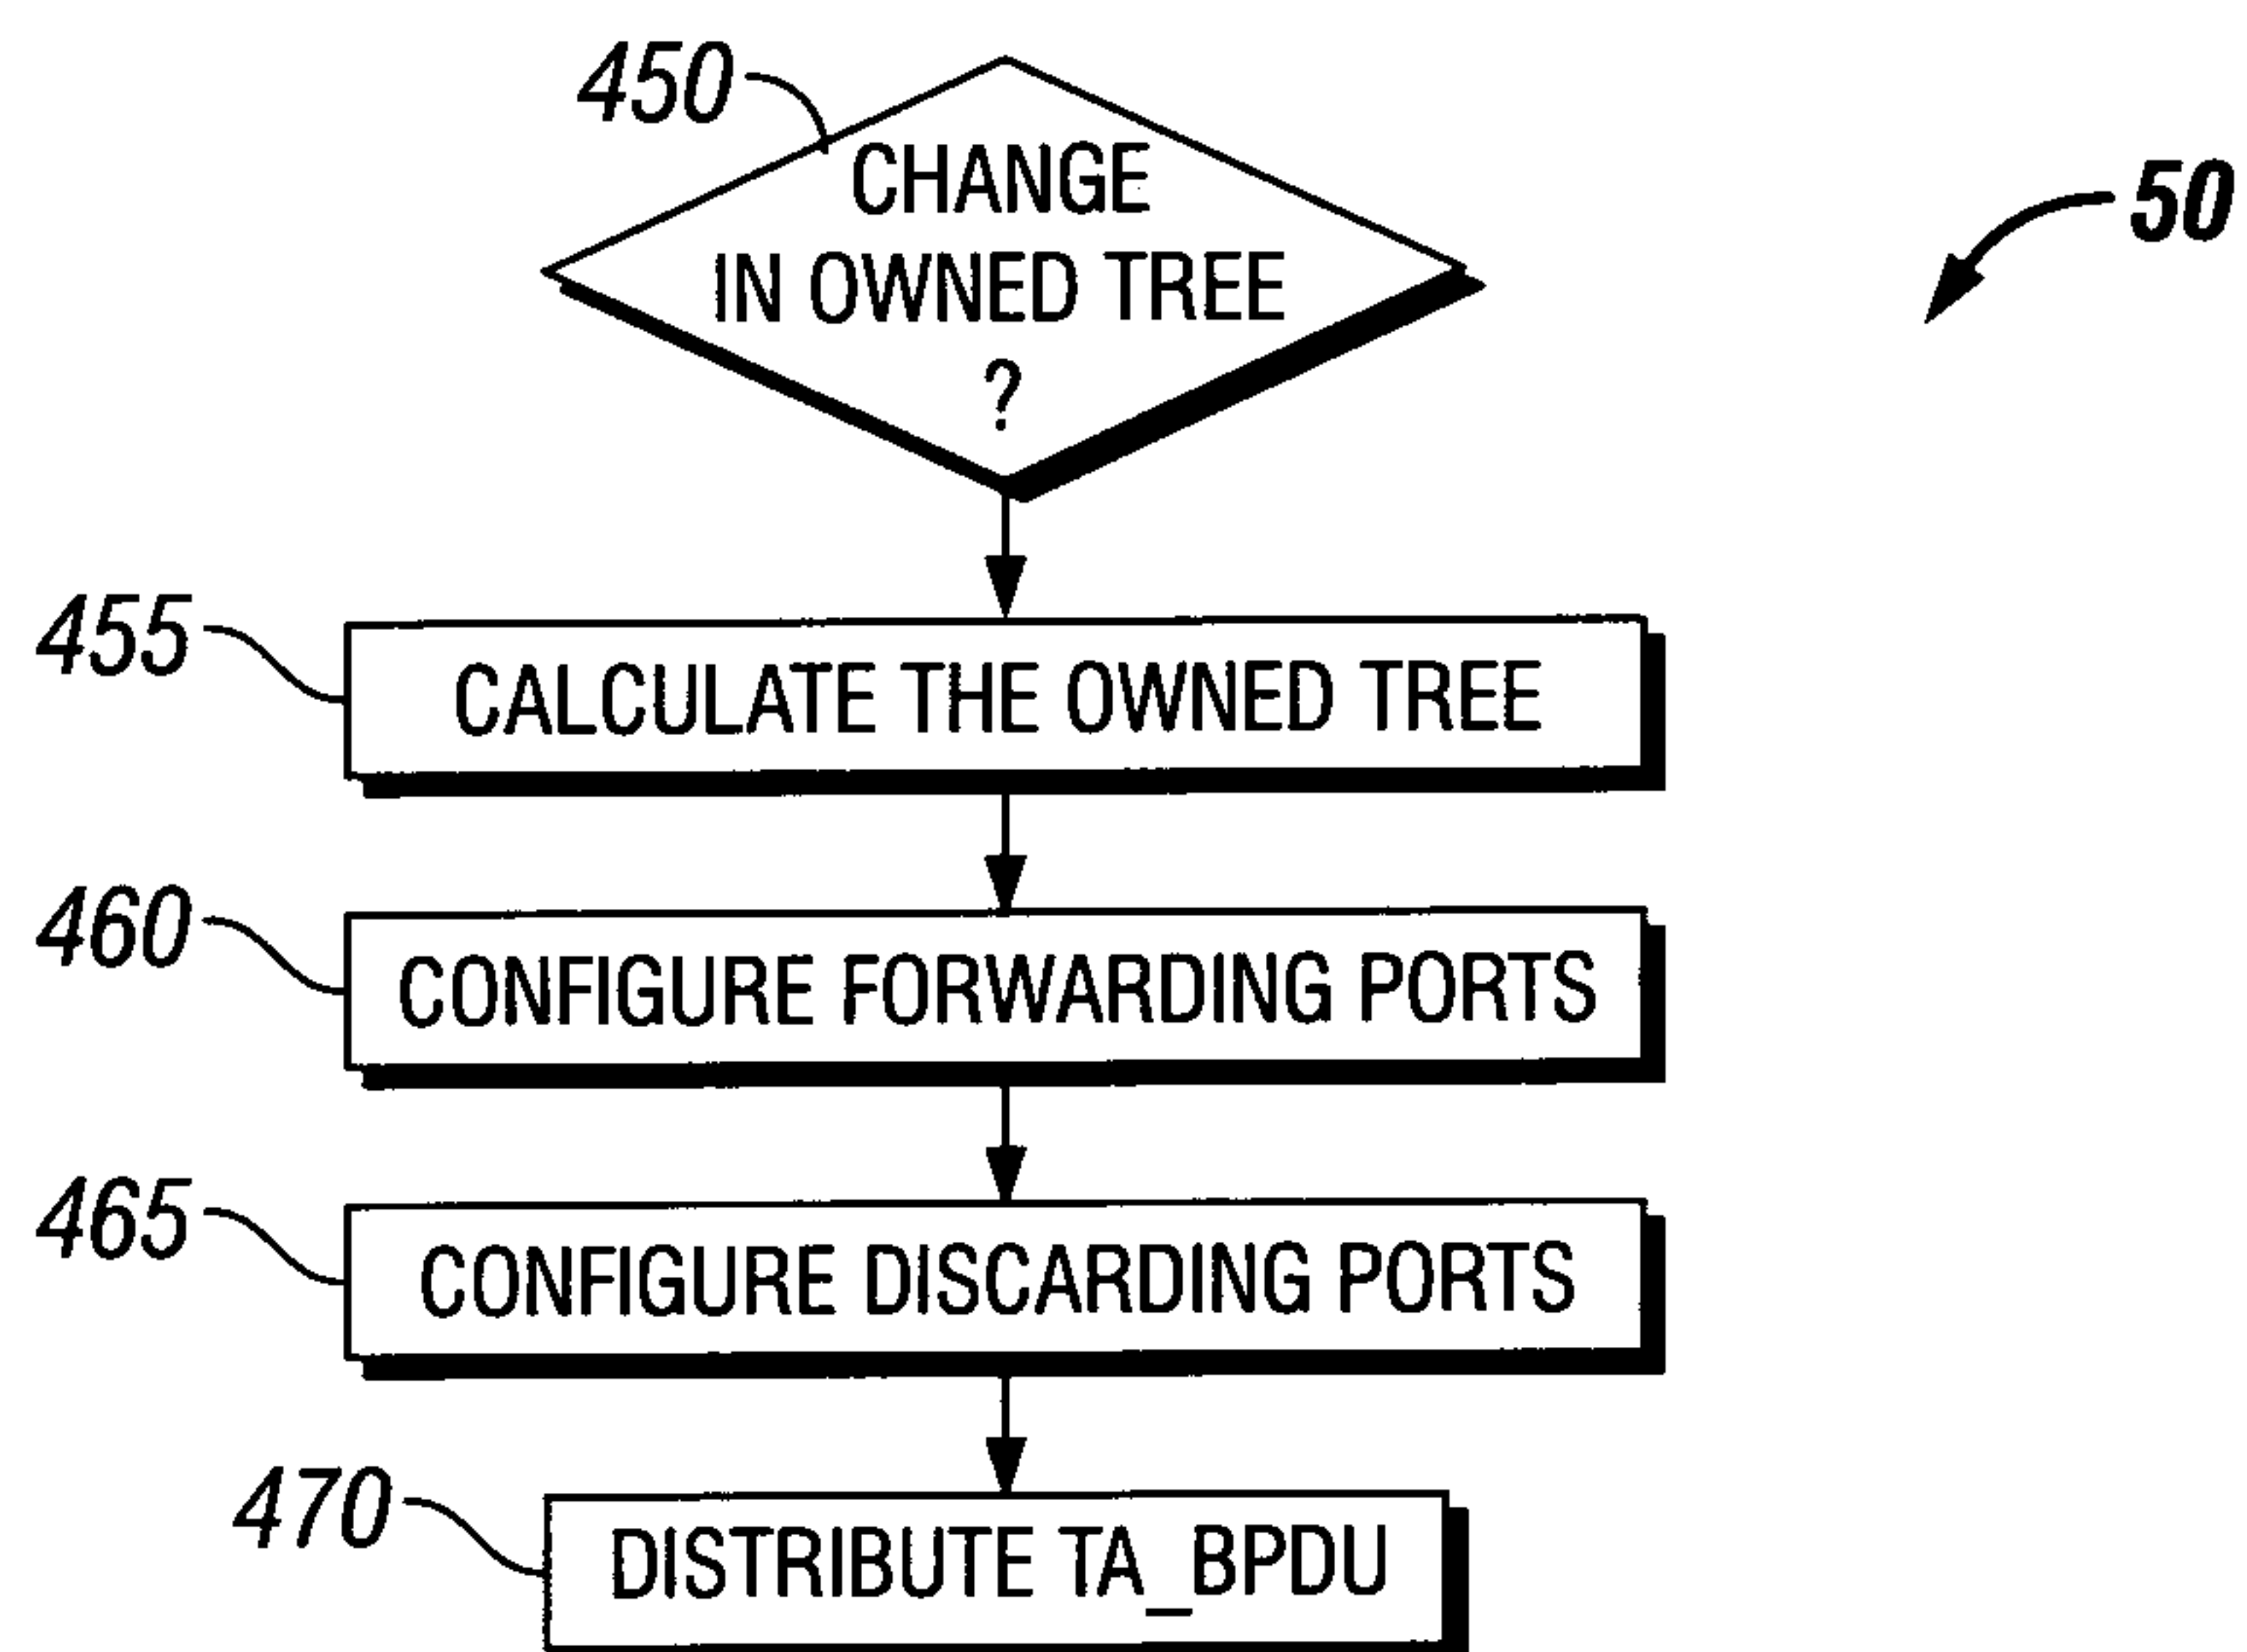 450
CHANGE
IN OWNED TREE
?
50
455
CALCULATE THE OWNED TREE
460
CONFIGURE FORWARDING PORTS
465
CONFIGURE DISCARDING PORTS
470
DISTRIBUTE TA_BPDU